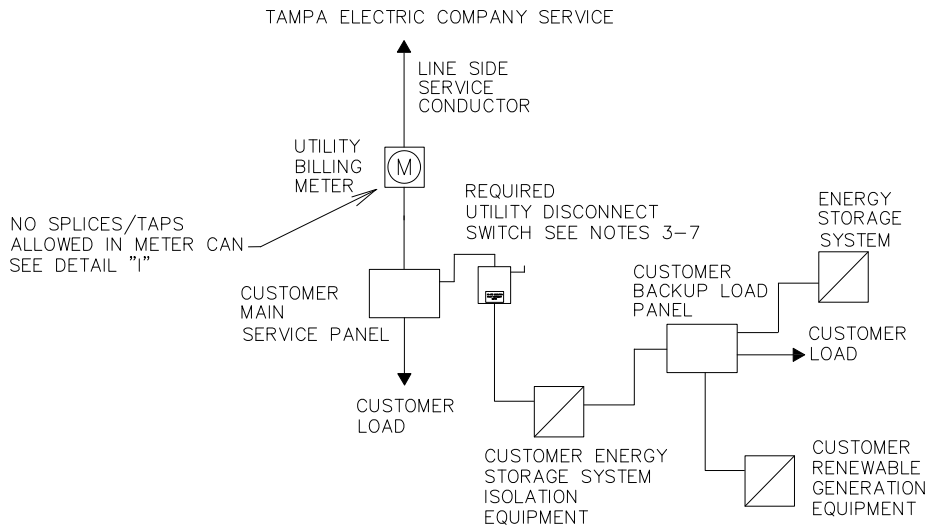 TAMPA ELECTRIC COMPANY SERVICE
LINE SIDE
SERVICE
CONDUCTOR
UTILITY
BILLING
METER
M
NO SPLICES/TAPS
ALLOWED IN METER CAN
SEE DETAIL "I"
REQUIRED
UTILITY DISCONNECT
SWITCH SEE NOTES 3-7
ENERGY
STORAGE
SYSTEM
CUSTOMER
MAIN
SERVICE PANEL
CUSTOMER
BACKUP LOAD
PANEL
CUSTOMER
LOAD
CUSTOMER
LOAD
CUSTOMER ENERGY
STORAGE SYSTEM
ISOLATION
EQUIPMENT
CUSTOMER
RENEWABLE
GENERATION
EQUIPMENT